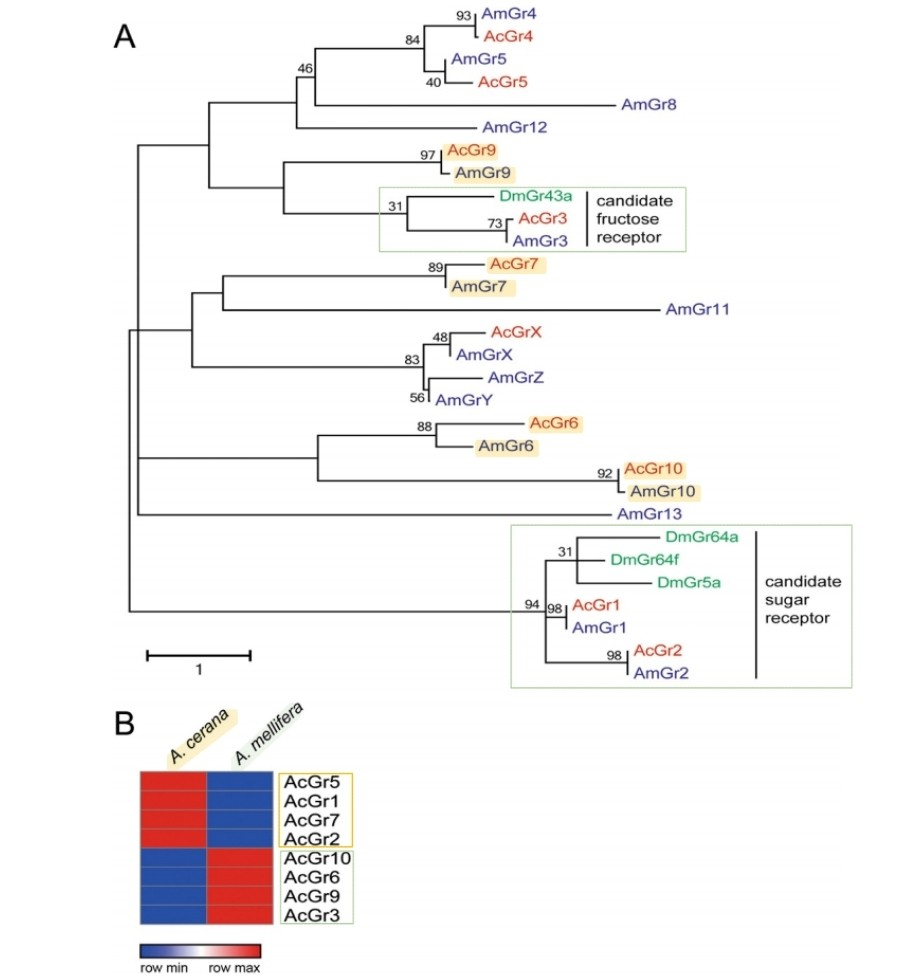 A
93 AmGr4
AcGr4
84
AmGr5
40 AcGr5
46
AmGr8
AmGr12
97 AcGr9
AmGr9
31 DmGr43a
73 AcGr3
AmGr3
candidate
fructose
receptor
89 AcGr7
AmGr7
AmGr11
48 AcGrX
AmGrX
83
AmGrZ
56 AmGrY
88 AcGr6
AmGr6
92 AcGr10
AmGr10
AmGr13
31 DmGr64a
DmGr64f
DmGr5a
94 98 AcGr1
AmGr1
98 AcGr2
AmGr2
candidate
sugar
receptor
1
B
A. cerana
A. mellifera
AcGr5
AcGr1
AcGr7
AcGr2
AcGr10
AcGr6
AcGr9
AcGr3
row min row max